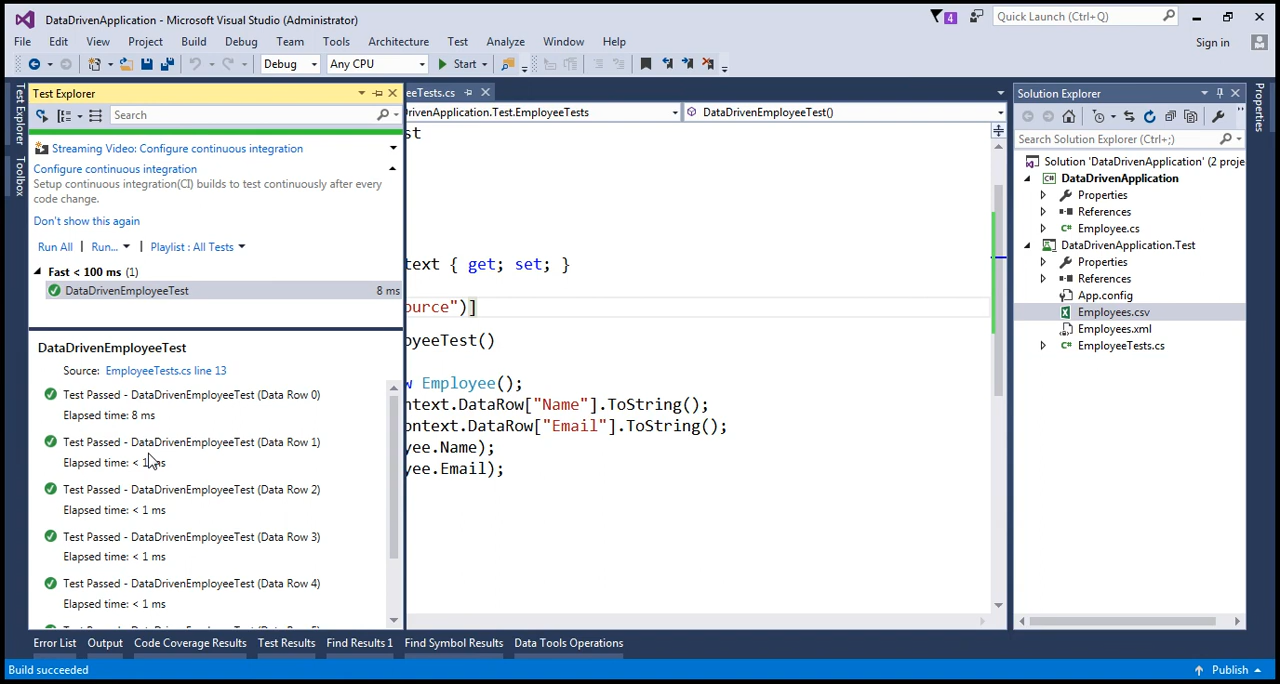 DataDrivenApplication - Microsoft Visual Studio (Administrator)
4
Quick Launch (Ctrl+Q)
File Edit View Project Build Debug Team Tools Architecture Test Analyze Window Help
Sign in
Debug Any CPU Start
Test Explorer
Toolbox
Test Explorer
Search
Streaming Video: Configure continuous integration
Configure continuous integration
Setup continuous integration(CI) builds to test continuously after every
code change.
Don't show this again
Run All | Run... | Playlist : All Tests
Fast < 100 ms (1)
DataDrivenEmployeeTest 8 ms
DataDrivenEmployeeTest
Source: EmployeeTests.cs line 13
Test Passed - DataDrivenEmployeeTest (Data Row 0)
Elapsed time: 8 ms
Test Passed - DataDrivenEmployeeTest (Data Row 1)
Elapsed time: < 1 ms
Test Passed - DataDrivenEmployeeTest (Data Row 2)
Elapsed time: < 1 ms
Test Passed - DataDrivenEmployeeTest (Data Row 3)
Elapsed time: < 1 ms
Test Passed - DataDrivenEmployeeTest (Data Row 4)
Elapsed time: < 1 ms
eeTests.cs
rivenApplication.Test.EmployeeTests
DataDrivenEmployeeTest()
st
text { get; set; }
ource")]
oyeeTest()
w Employee();
ntext.DataRow["Name"].ToString();
ontext.DataRow["Email"].ToString();
yee.Name);
yee.Email);
Solution Explorer
Search Solution Explorer (Ctrl+;)
Solution 'DataDrivenApplication' (2 proje
DataDrivenApplication
Properties
References
Employee.cs
DataDrivenApplication.Test
Properties
References
App.config
Employees.csv
Employees.xml
EmployeeTests.cs
Properties
Error List Output Code Coverage Results Test Results Find Results 1 Find Symbol Results Data Tools Operations
Build succeeded
Publish